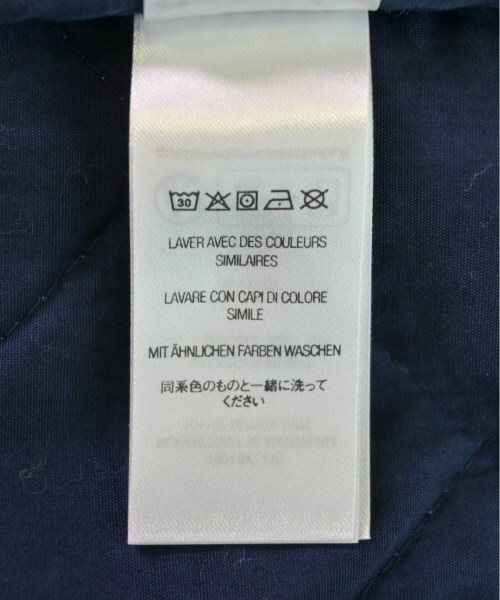 30
LAVER AVEC DES COULEURS
SIMILAIRES
LAVARE CON CAPI DI COLORE
SIMILE
MIT ÄHNLICHEN FARBEN WASCHEN
同系色のものと一緒に洗って
ください